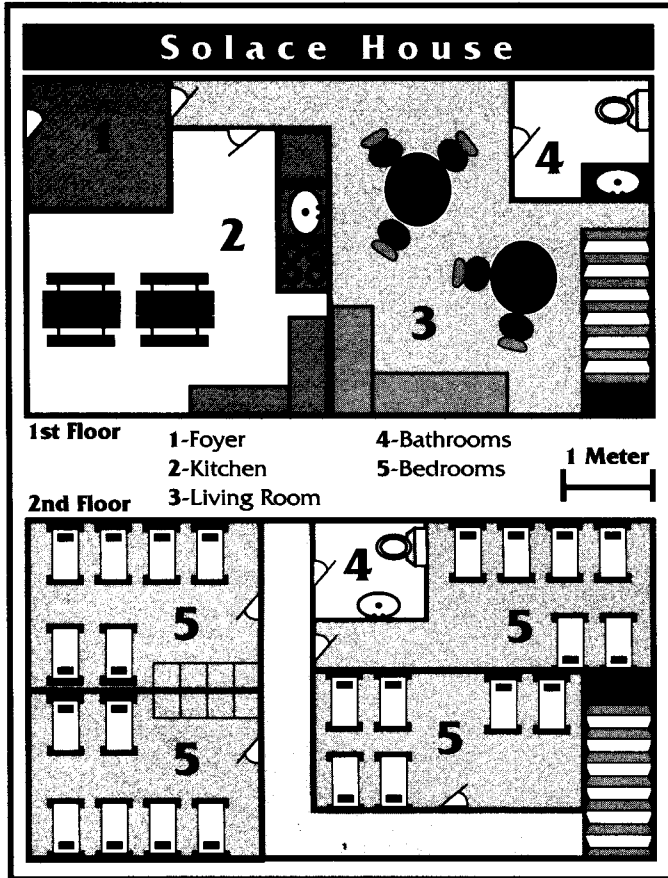 Solace House
1
2
3
4
1st Floor
1-Foyer
2-Kitchen
3-Living Room
4-Bathrooms
5-Bedrooms
1 Meter
2nd Floor
5
4
5
5
5